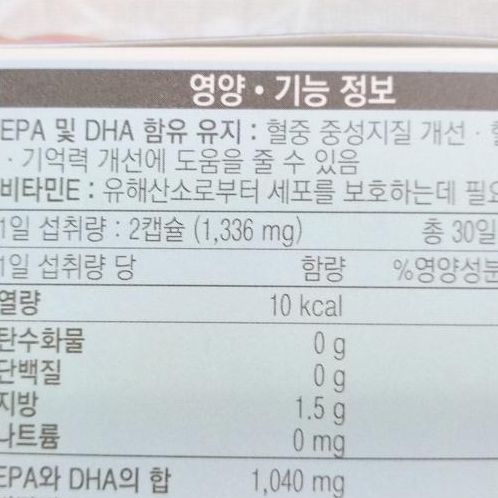 영양 • 기능 정보
EPA 및 DHA 함유 유지 : 혈중 중성지질 개선 ·
· 기억력 개선에 도움을 줄 수 있음
비타민E : 유해산소로부터 세포를 보호하는데
1일 섭취량 : 2캡슐 (1,336 mg) 총 30일
1일 섭취량 당 함량 %영양성분
열량 10 kcal
탄수화물 0 g
단백질 0 g
지방 1.5 g
나트륨 0 mg
EPA와 DHA의 합 1,040 mg